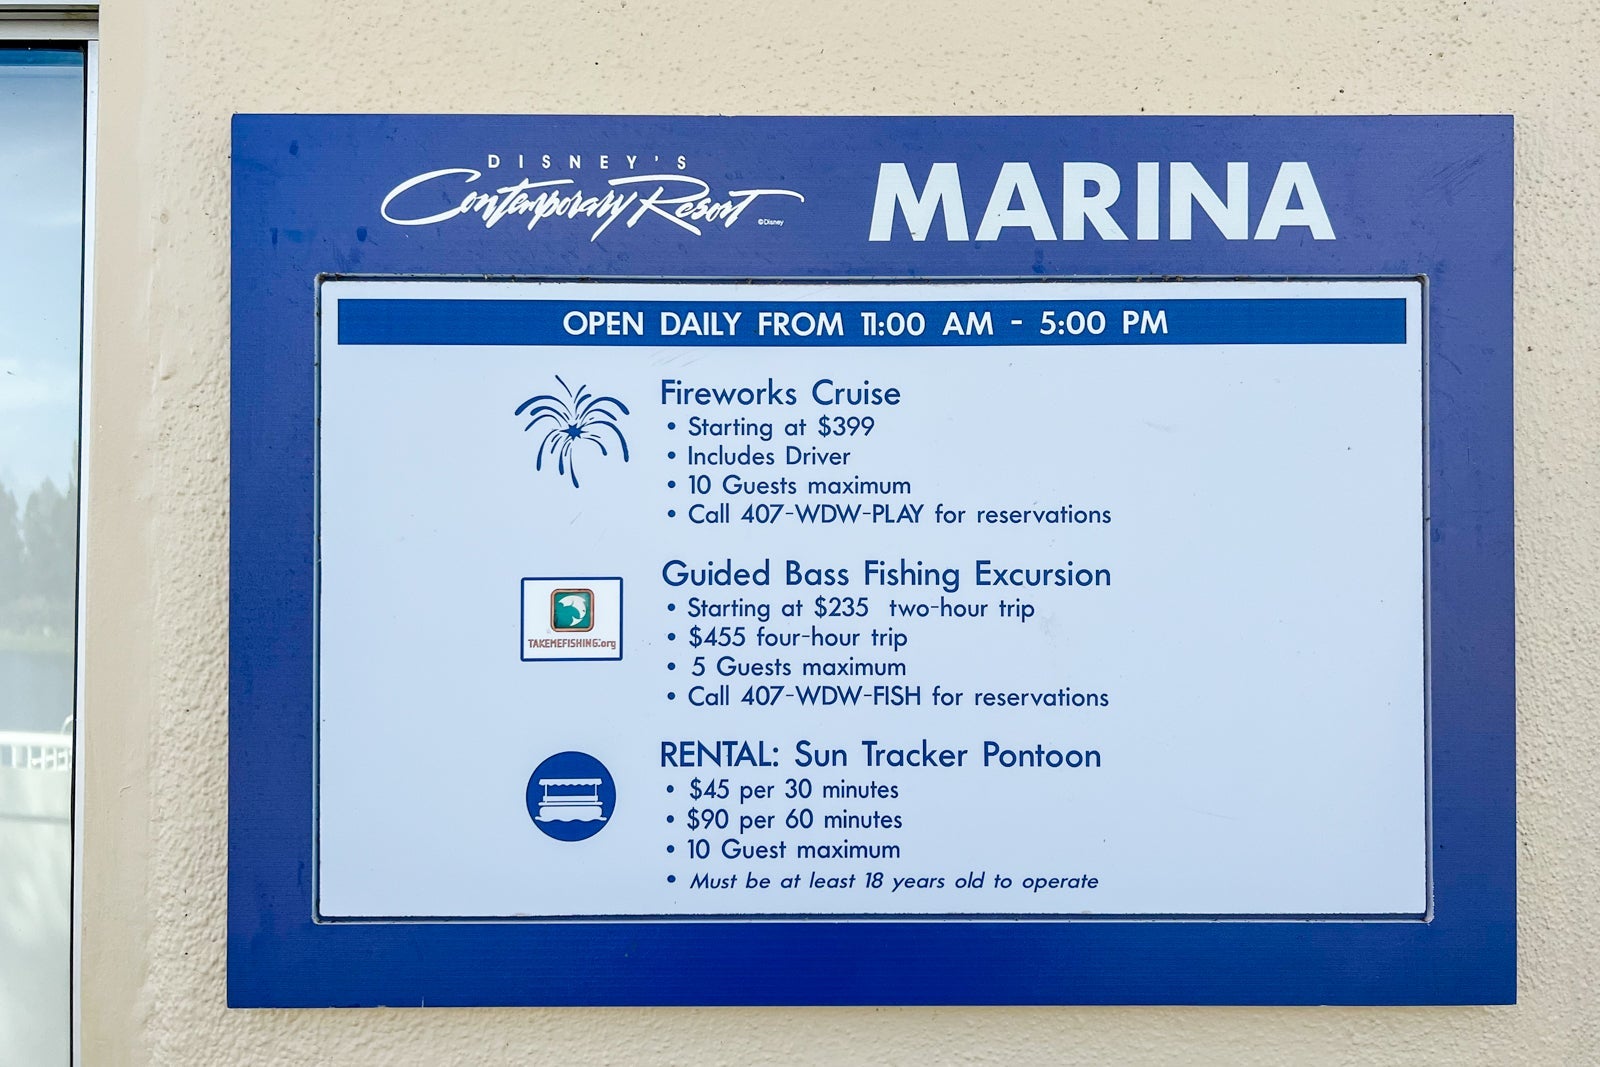 DISNEY'S
Contemporary Resort
©Disney
MARINA
OPEN DAILY FROM 11:00 AM - 5:00 PM
Fireworks Cruise
• Starting at $399
• Includes Driver
• 10 Guests maximum
• Call 407-WDW-PLAY for reservations
TAKEMEFISHING.org
Guided Bass Fishing Excursion
• Starting at $235 two-hour trip
• $455 four-hour trip
• 5 Guests maximum
• Call 407-WDW-FISH for reservations
RENTAL: Sun Tracker Pontoon
• $45 per 30 minutes
• $90 per 60 minutes
• 10 Guest maximum
• Must be at least 18 years old to operate